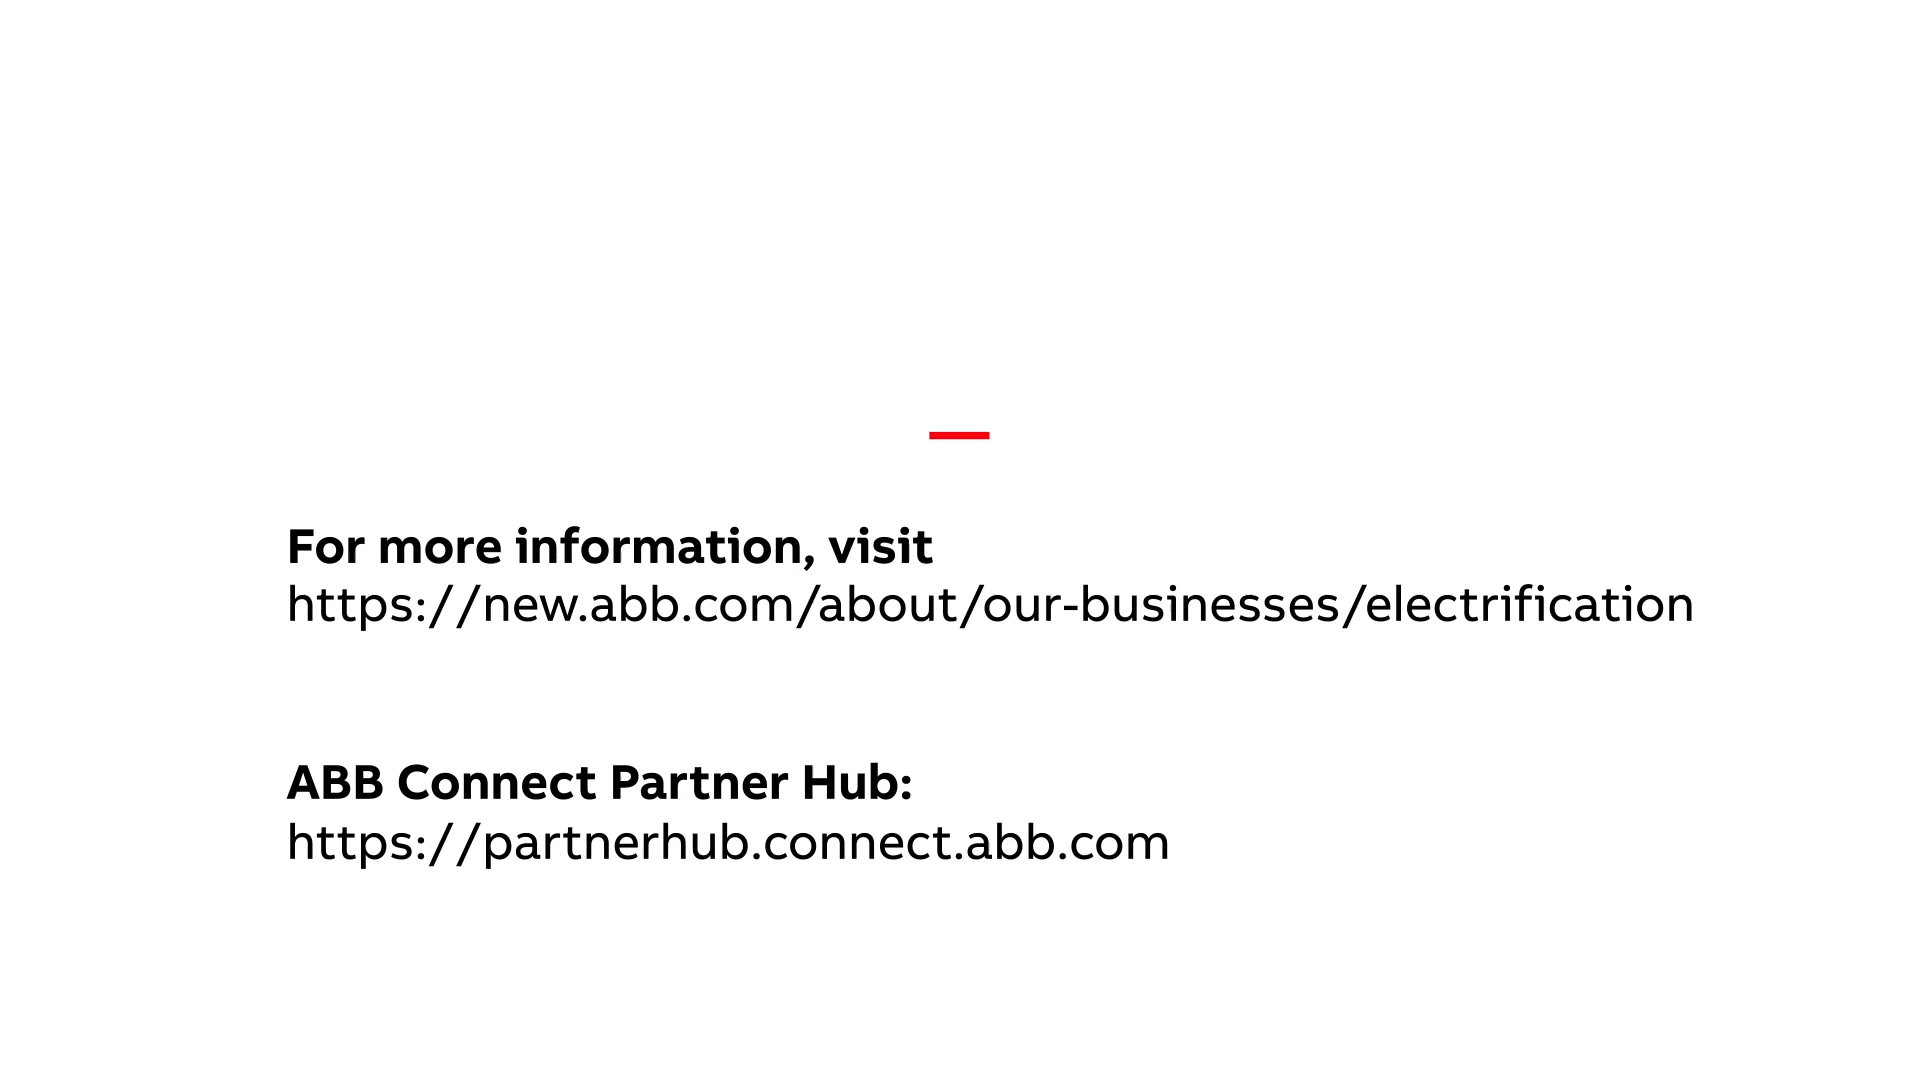 For more information, visit
https://new.abb.com/about/our-businesses/electrification
ABB Connect Partner Hub:
https://partnerhub.connect.abb.com